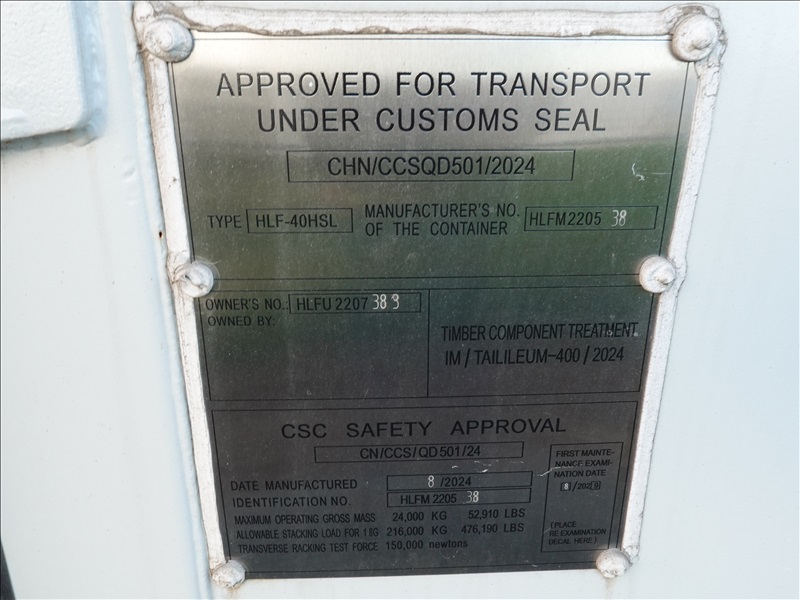 APPROVED FOR TRANSPORT
UNDER CUSTOMS SEAL
CHN/CCSQD501/2024
TYPE HLF-40HSL MANUFACTURER'S NO. OF THE CONTAINER HLFM2205 38
OWNER'S NO.: HLFU 2207 38
OWNED BY:
TIMBER COMPONENT TREATMENT
IM/TAILILEUM-400/2024
CSC SAFETY APPROVAL
CN/CCS/QD501/24
DATE MANUFACTURED 8/2024
IDENTIFICATION NO. HLFM 2205 38
MAXIMUM OPERATING GROSS MASS 24,000 KG 52,910 LBS
ALLOWABLE STACKING LOAD FOR 1.8G 216,000 KG 476,190 LBS
TRANSVERSE RACKING TEST FORCE 150,000 newtons
FIRST MAINTE-
NANCE EXAMI-
NATION DATE
(PLACE
RE EXAMINATION
DECAL HERE)